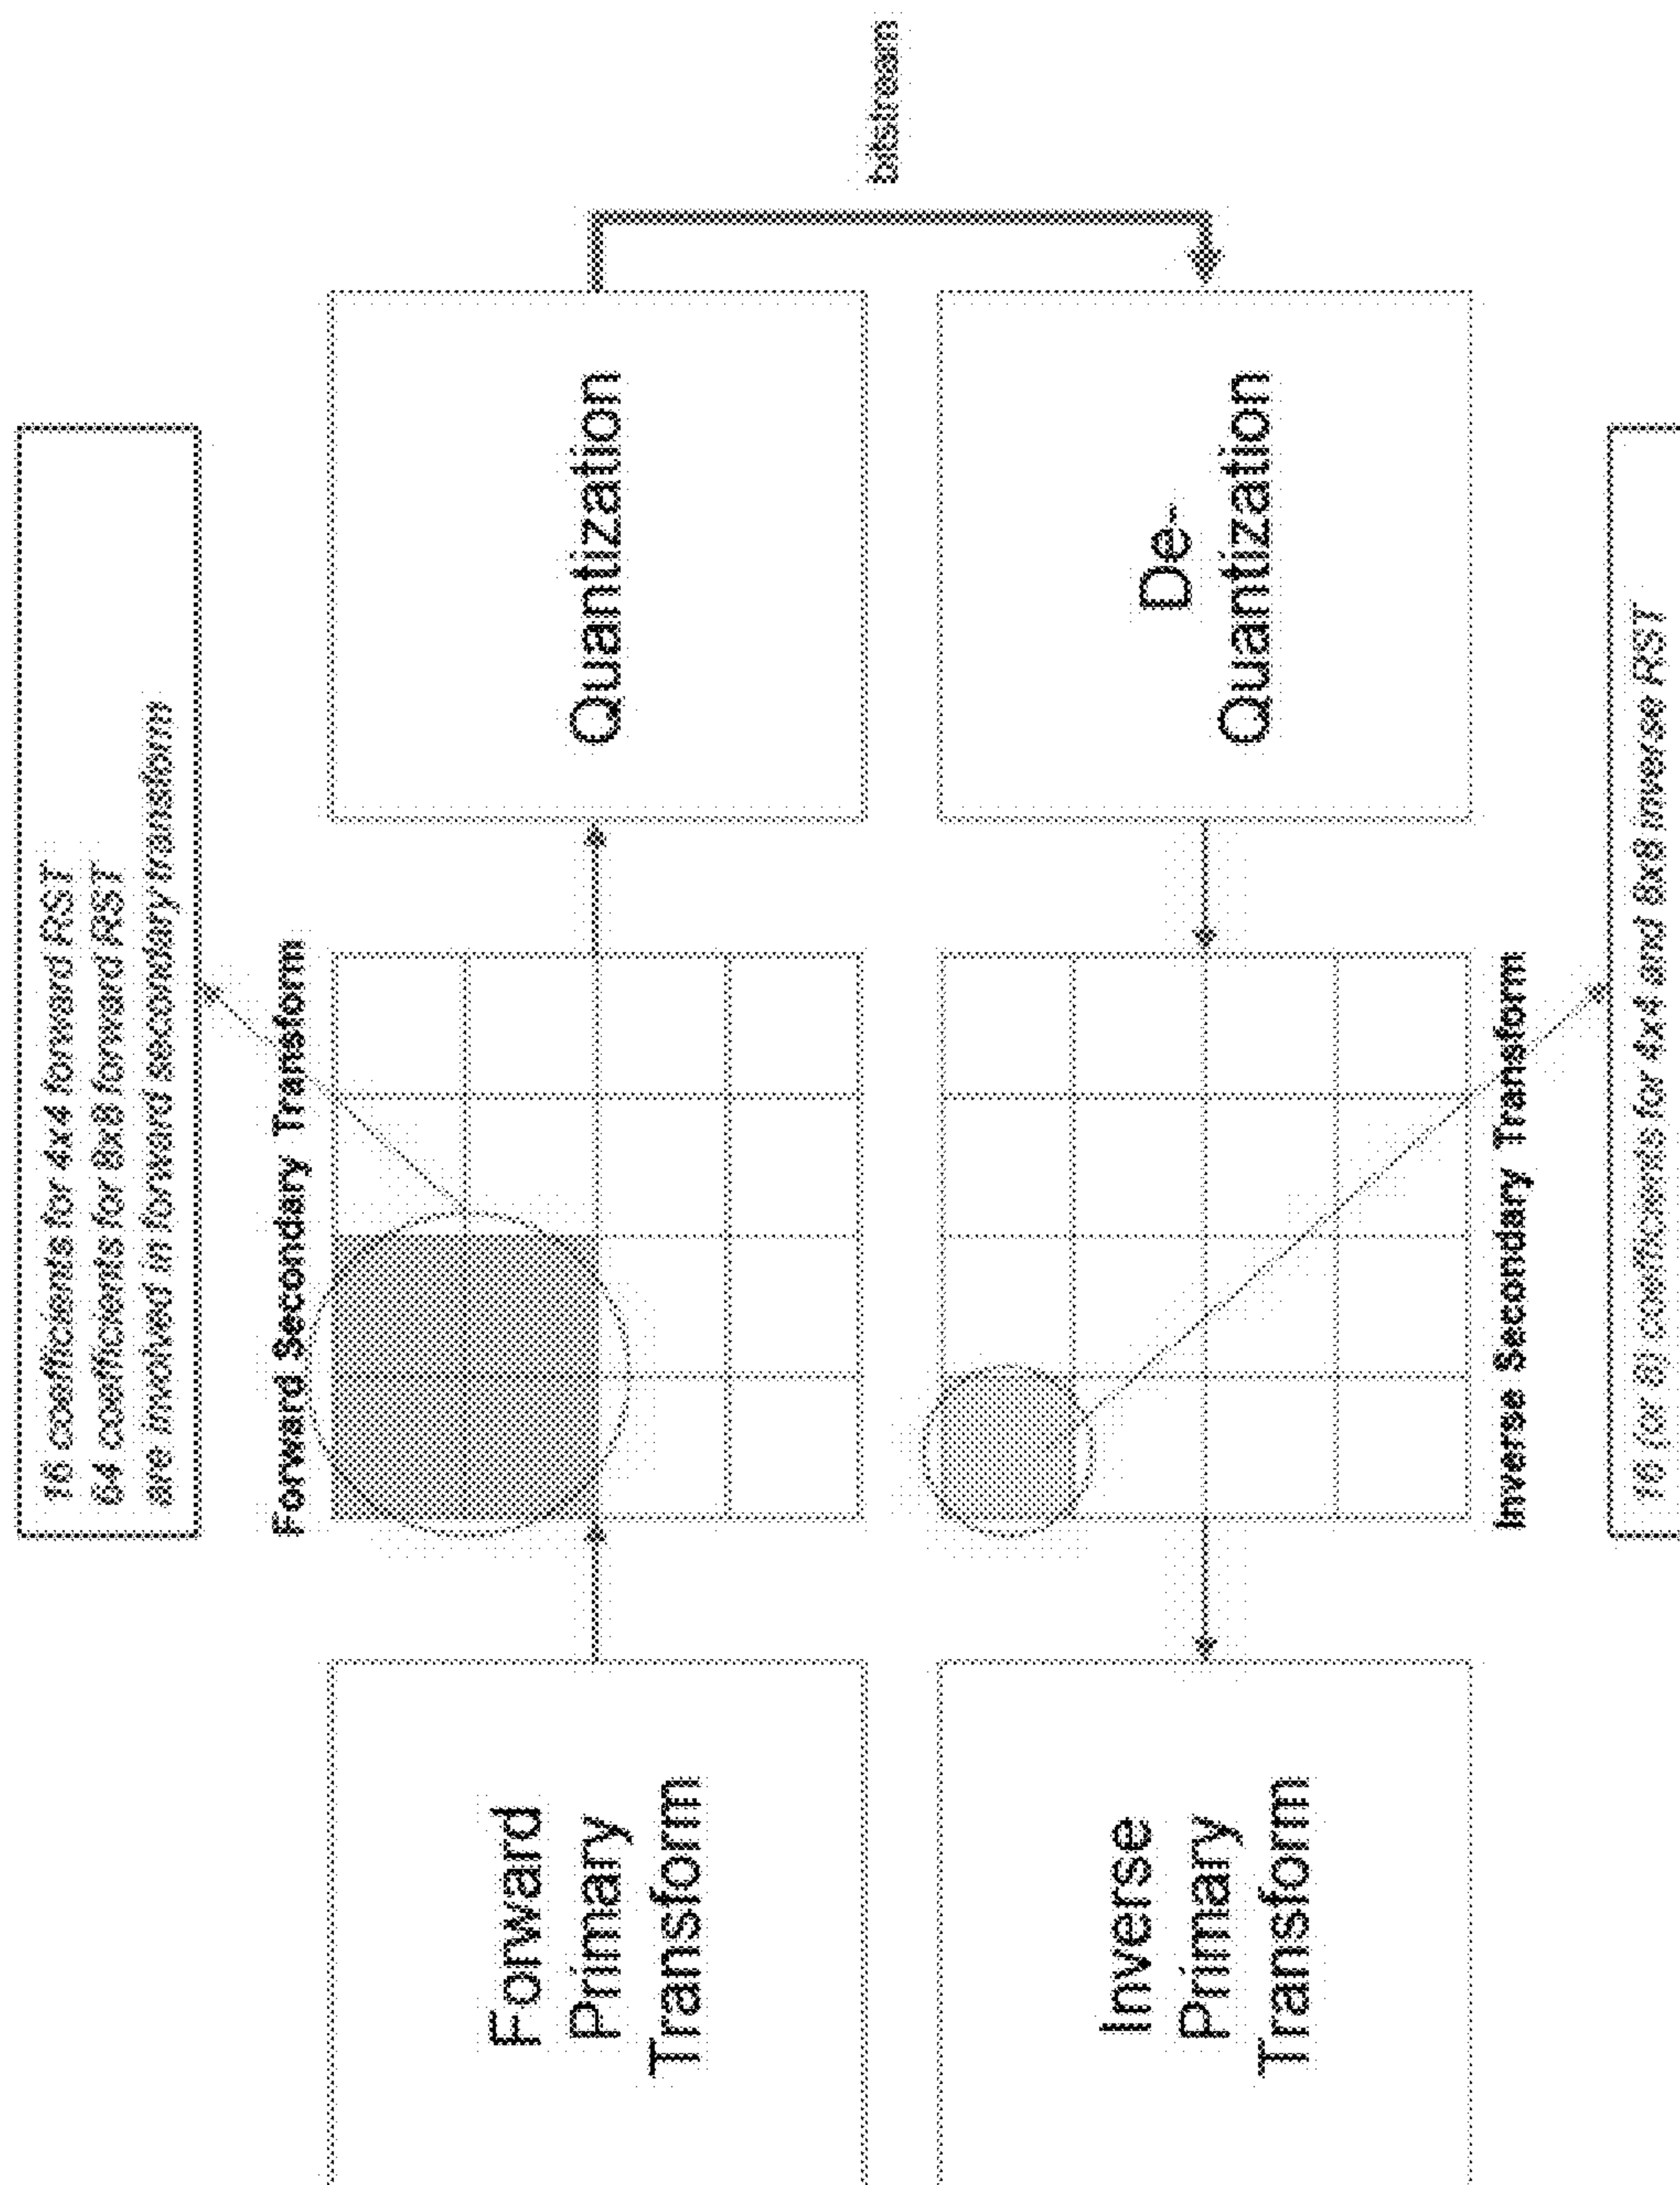 16 coefficients for 4x4 forward RST
64 coefficients for 8x8 forward RST
are involved in forward secondary transform
Forward Secondary Transform
Forward
Primary
Transform
Quantization
bitstream
Inverse
Primary
Transform
De-
Quantization
Inverse Secondary Transform
16 (or 8) coefficients for 4x4 and 8x8 inverse RST